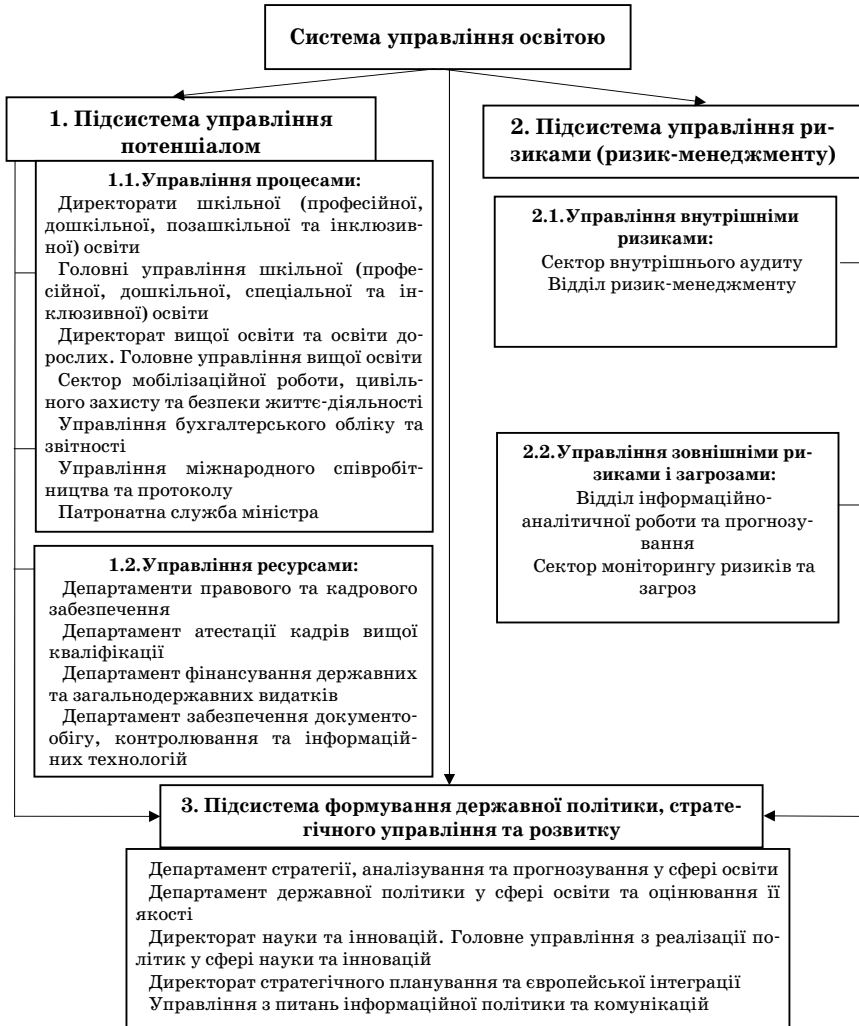 Система управління освітою
1. Підсистема управління
потенціалом
1.1.Управління процесами:
Директорати шкільної (професійної,
дошкільної, позашкільної та інклюзив-
ної) освіти
Головні управління шкільної (профе-
сійної, дошкільної, спеціальної та ін-
клюзивної) освіти
Директорат вищої освіти та освіти до-
рослих. Головне управління вищої освіти
Сектор мобілізаційної роботи, цивіль-
ного захисту та безпеки життє-діяльності
Управління бухгалтерського обліку та
звітності
Управління міжнародного співробіт-
ництва та протоколу
Патронатна служба міністра
1.2.Управління ресурсами:
Департаменти правового та кадрового
забезпечення
Департамент атестації кадрів вищої
кваліфікації
Департамент фінансування державних
та загальнодержавних видатків
Департамент забезпечення документо-
обігу, контролювання та інформацій-
них технологій
2. Підсистема управління ри-
зиками (ризик-менеджменту)
2.1.Управління внутрішніми
ризиками:
Сектор внутрішнього аудиту
Відділ ризик-менеджменту
2.2.Управління зовнішніми ри-
зиками і загрозами:
Відділ інформаційно-
аналітичної роботи та прогнозу-
вання
Сектор моніторингу ризиків та
загроз
3. Підсистема формування державної політики, страте-
гічного управління та розвитку
Департамент стратегії, аналізування та прогнозування у сфері освіти
Департамент державної політики у сфері освіти та оцінювання її
якості
Директорат науки та інновацій. Головне управління з реалізації по-
літик у сфері науки та інновацій
Директорат стратегічного планування та європейської інтеграції
Управління з питань інформаційної політики та комунікацій